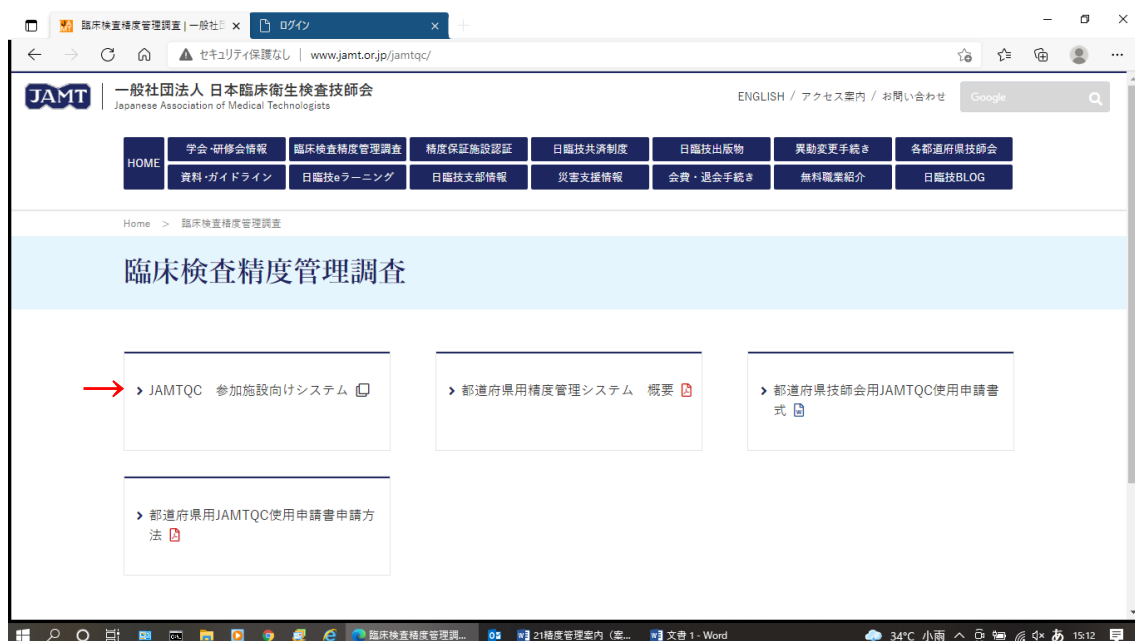 臨床検査精度管理調査 | 一般社団
ログイン
セキュリティ保護なし | www.jamt.or.jp/jamtqc/
JAMT
一般社団法人 日本臨床衛生検査技師会
Japanese Association of Medical Technologists
ENGLISH / アクセス案内 / お問い合わせ
Google
HOME
学会・研修会情報
臨床検査精度管理調査
精度保証施設認証
日臨技共済制度
日臨技出版物
異動変更手続き
各都道府県技師会
資料・ガイドライン
日臨技eラーニング
日臨技支部情報
災害支援情報
会費・退会手続き
無料職業紹介
日臨技BLOG
Home > 臨床検査精度管理調査
臨床検査精度管理調査
JAMTQC 参加施設向けシステム
都道府県用精度管理システム 概要
都道府県技師会用JAMTQC使用申請書
式
都道府県用JAMTQC使用申請書申請方
法
臨床検査精度管理調...
21精度管理案内（案...
文書 1 - Word
34°C 小雨
あ
15:12